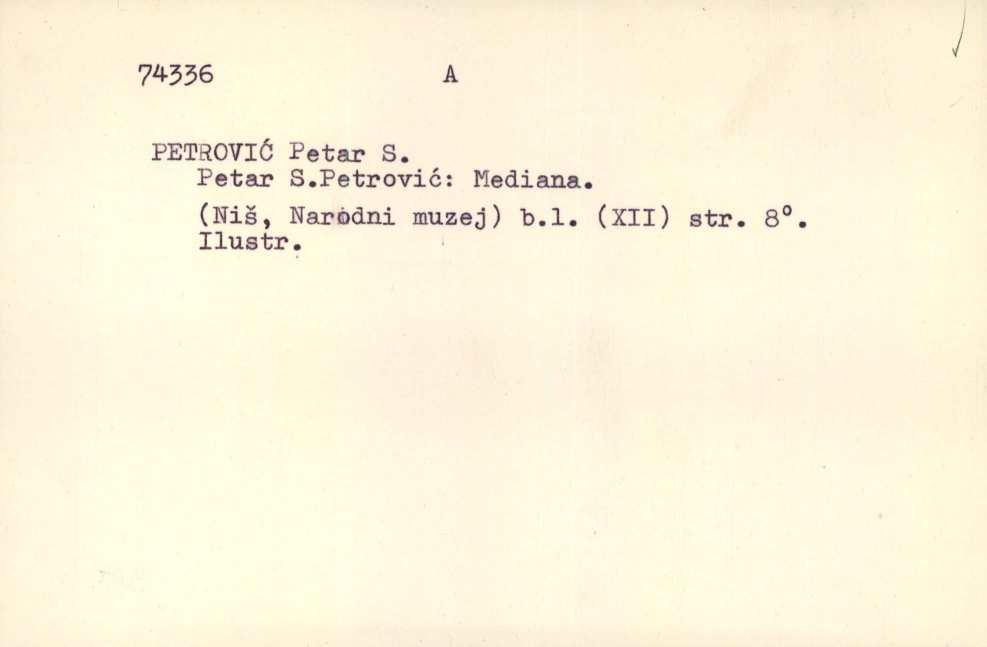 74336 A
PETROVIĆ Petar S.
Petar S.Petrović: Mediana.
(Niš, Narodni muzej) b.l. (XII) str. 8°.
Ilustr.